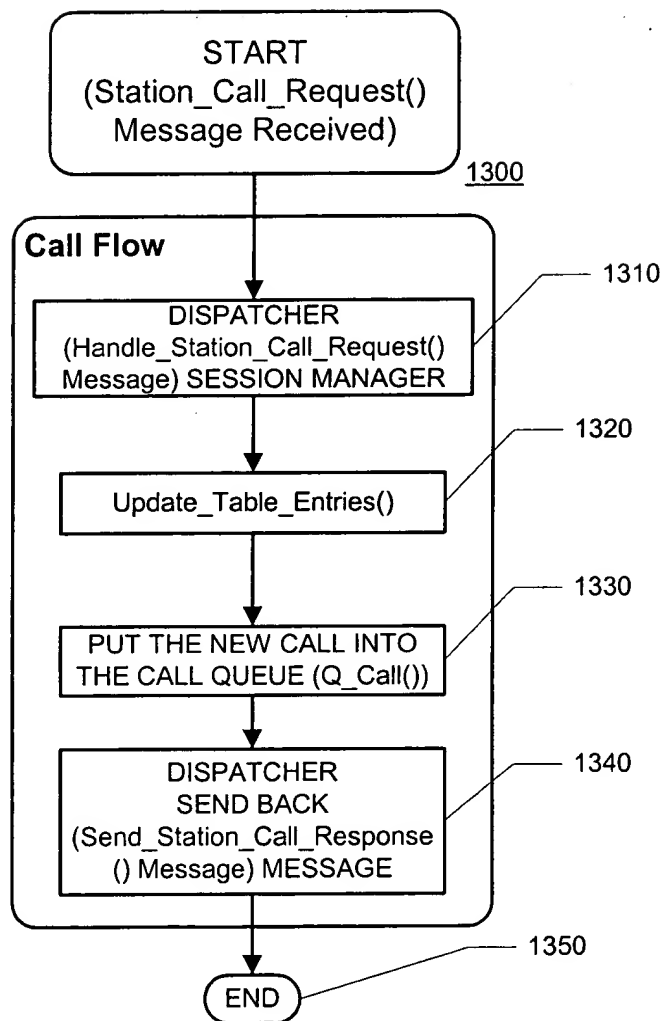 START
(Station_Call_Request()
Message Received)
1300
Call Flow
1310
DISPATCHER
(Handle_Station_Call_Request()
Message) SESSION MANAGER
1320
Update_Table_Entries()
1330
PUT THE NEW CALL INTO
THE CALL QUEUE (Q_Call())
1340
DISPATCHER
SEND BACK
(Send_Station_Call_Response
() Message) MESSAGE
1350
END